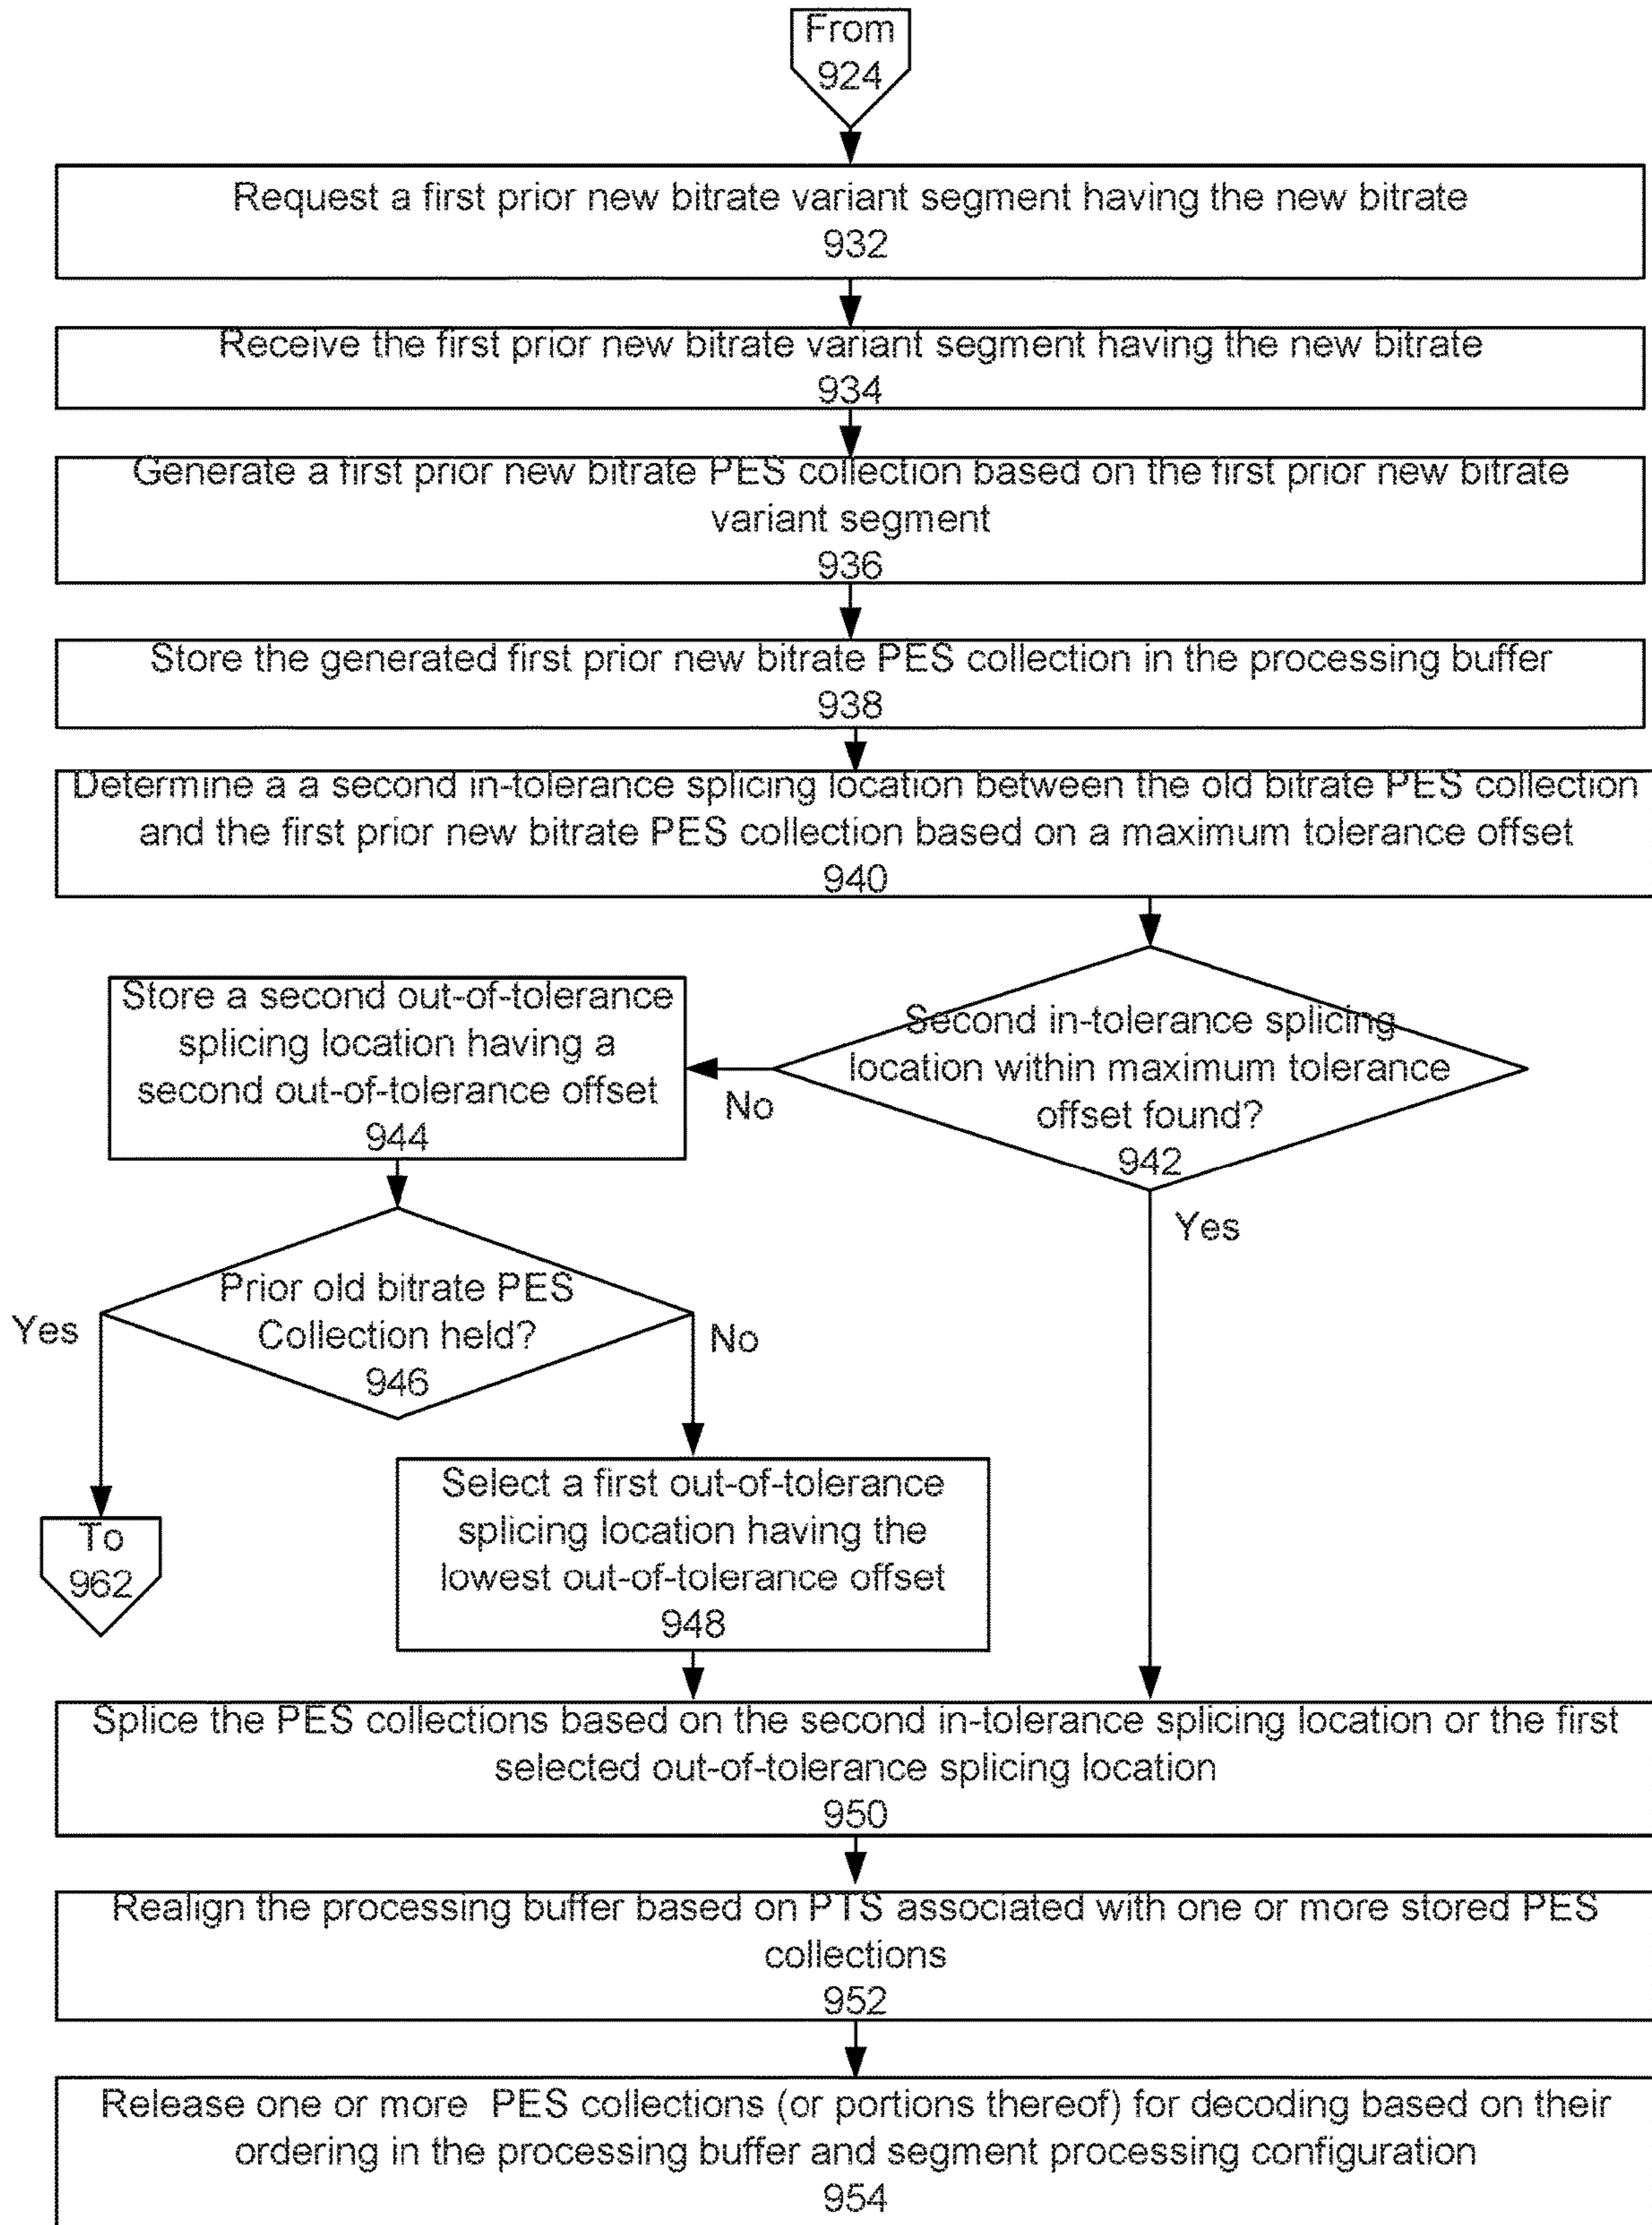 From
924
Request a first prior new bitrate variant segment having the new bitrate
932
Receive the first prior new bitrate variant segment having the new bitrate
934
Generate a first prior new bitrate PES collection based on the first prior new bitrate
variant segment
936
Store the generated first prior new bitrate PES collection in the processing buffer
938
Determine a a second in-tolerance splicing location between the old bitrate PES collection
and the first prior new bitrate PES collection based on a maximum tolerance offset
940
Second in-tolerance splicing
location within maximum tolerance
offset found?
942
No
Yes
Store a second out-of-tolerance
splicing location having a
second out-of-tolerance offset
944
Prior old bitrate PES
Collection held?
946
Yes
No
To
962
Select a first out-of-tolerance
splicing location having the
lowest out-of-tolerance offset
948
Splice the PES collections based on the second in-tolerance splicing location or the first
selected out-of-tolerance splicing location
950
Realign the processing buffer based on PTS associated with one or more stored PES
collections
952
Release one or more PES collections (or portions thereof) for decoding based on their
ordering in the processing buffer and segment processing configuration
954